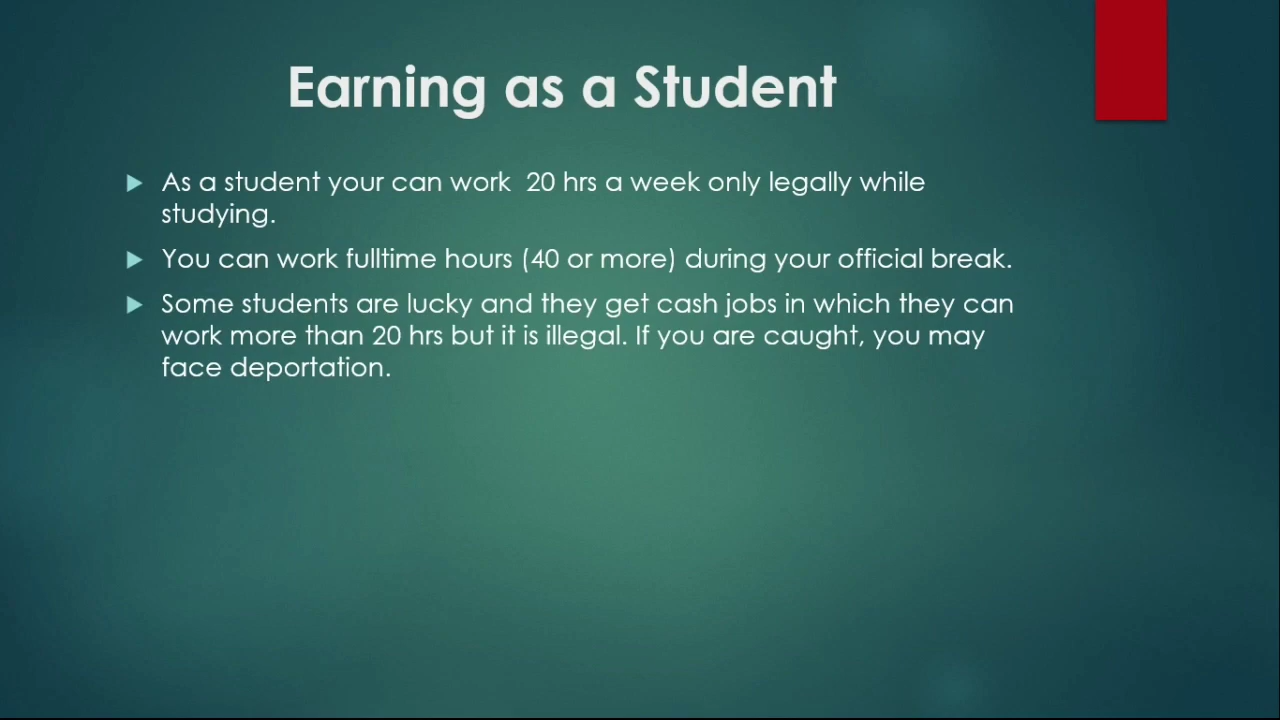 Earning as a Student
As a student your can work  20 hrs a week only legally while
studying.
You can work fulltime hours (40 or more) during your official break.
Some students are lucky and they get cash jobs in which they can
work more than 20 hrs but it is illegal. If you are caught, you may
face deportation.